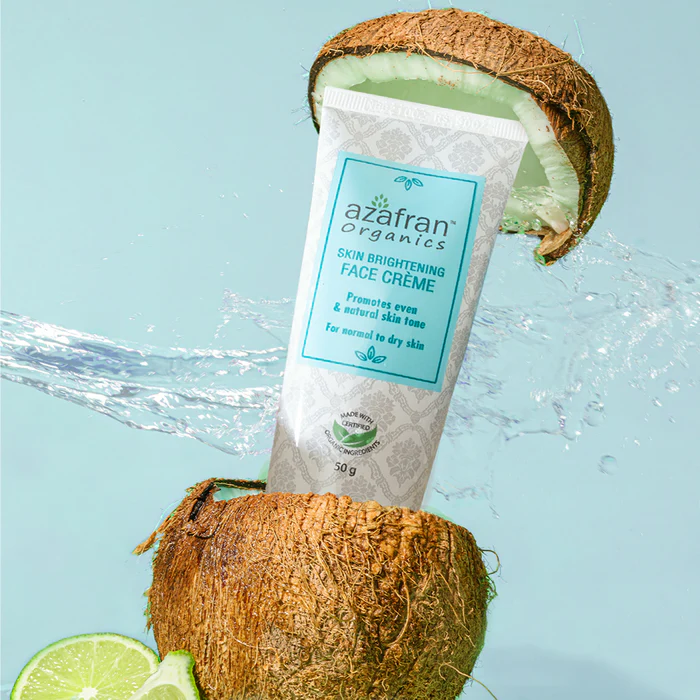 azafran™
organics
SKIN BRIGHTENING
FACE CRÈME
Promotes even
& natural skin tone
For normal to dry skin
MADE WITH
CERTIFIED
ORGANIC INGREDIENTS
50 g